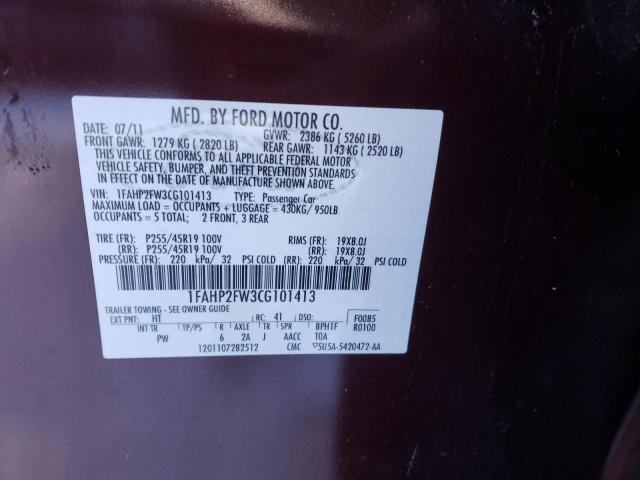 MFD. BY FORD MOTOR CO.
DATE: 07/11 GVWR: 2386 KG ( 5260 LB)
FRONT GAWR: 1279 KG ( 2820 LB) REAR GAWR: 1143 KG ( 2520 LB)
THIS VEHICLE CONFORMS TO ALL APPLICABLE FEDERAL MOTOR
VEHICLE SAFETY, BUMPER, AND THEFT PREVENTION STANDARDS
IN EFFECT ON THE DATE OF MANUFACTURE SHOWN ABOVE.
VIN: 1FAHP2FW3CG101413 TYPE: Passenger Car
MAXIMUM LOAD = OCCUPANTS + LUGGAGE = 430KG/ 950LB
OCCUPANTS = 5 TOTAL; 2 FRONT, 3 REAR
TIRE (FR): P255/45R19 100V RIMS (FR): 19X8.0J
(RR): P255/45R19 100V (RR): 19X8.0J
PRESSURE (FR): 220 kPa/ 32 PSI COLD (RR): 220 kPa/ 32 PSI COLD
1FAHP2FW3CG101413
TRAILER TOWING - SEE OWNER GUIDE
EXT PNT: HT RC: 41 DSO: F0085
INT TR TP/PS R AXLE TR SPR BPH1F R0100
PW 6 2A J AACC TOA
1201107282512 CMC ▽5U5A-5420472-AA